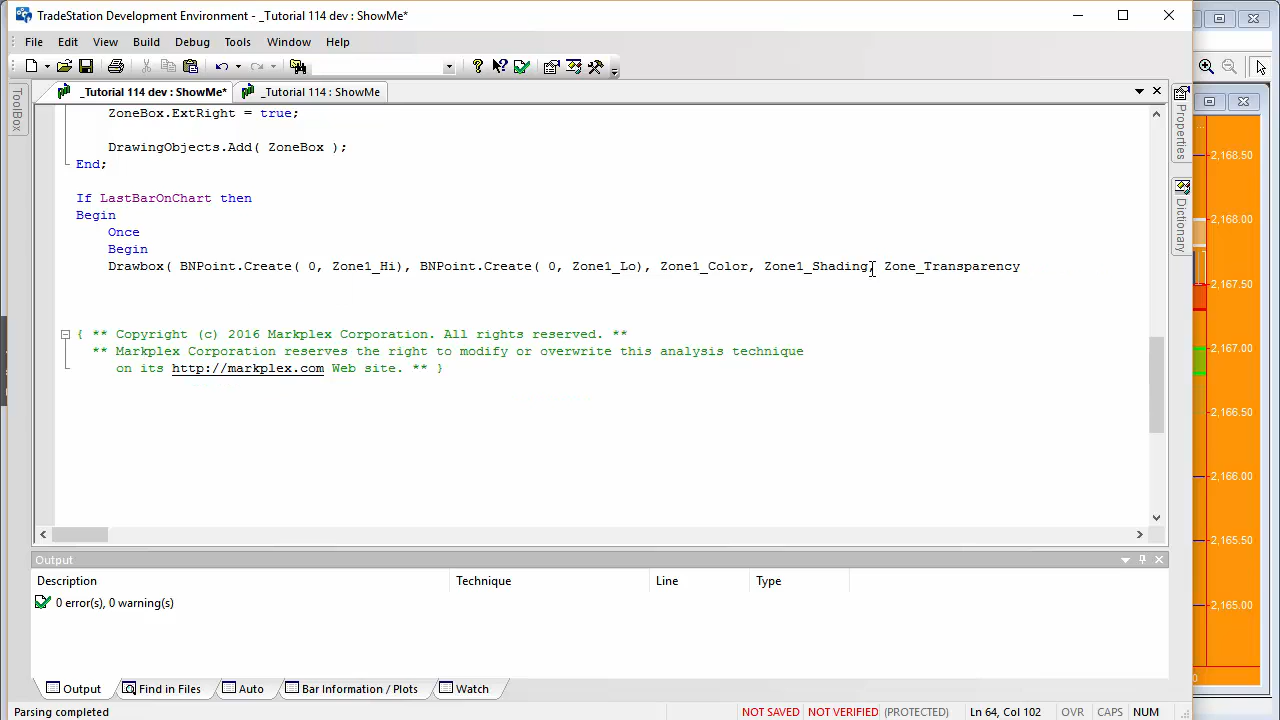 TradeStation Development Environment - _Tutorial 114 dev : ShowMe*
File Edit View Build Debug Tools Window Help
_Tutorial 114 dev : ShowMe* _Tutorial 114 : ShowMe
ToolBox
Properties
Dictionary
ZoneBox.ExtRight = true;
DrawingObjects.Add( ZoneBox );
End;
If LastBarOnChart then
Begin
Once
Begin
Drawbox( BNPoint.Create( 0, Zone1_Hi), BNPoint.Create( 0, Zone1_Lo), Zone1_Color, Zone1_Shading, Zone_Transparency
{ ** Copyright (c) 2016 Markplex Corporation. All rights reserved. **
** Markplex Corporation reserves the right to modify or overwrite this analysis technique
on its http://markplex.com Web site. ** }
Output
Description Technique Line Type
0 error(s), 0 warning(s)
Output Find in Files Auto Bar Information / Plots Watch
Parsing completed NOT SAVED NOT VERIFIED (PROTECTED) Ln 64, Col 102 OVR CAPS NUM
2,168.50
2,168.00
2,167.50
2,167.00
2,166.50
2,166.00
2,165.50
2,165.00